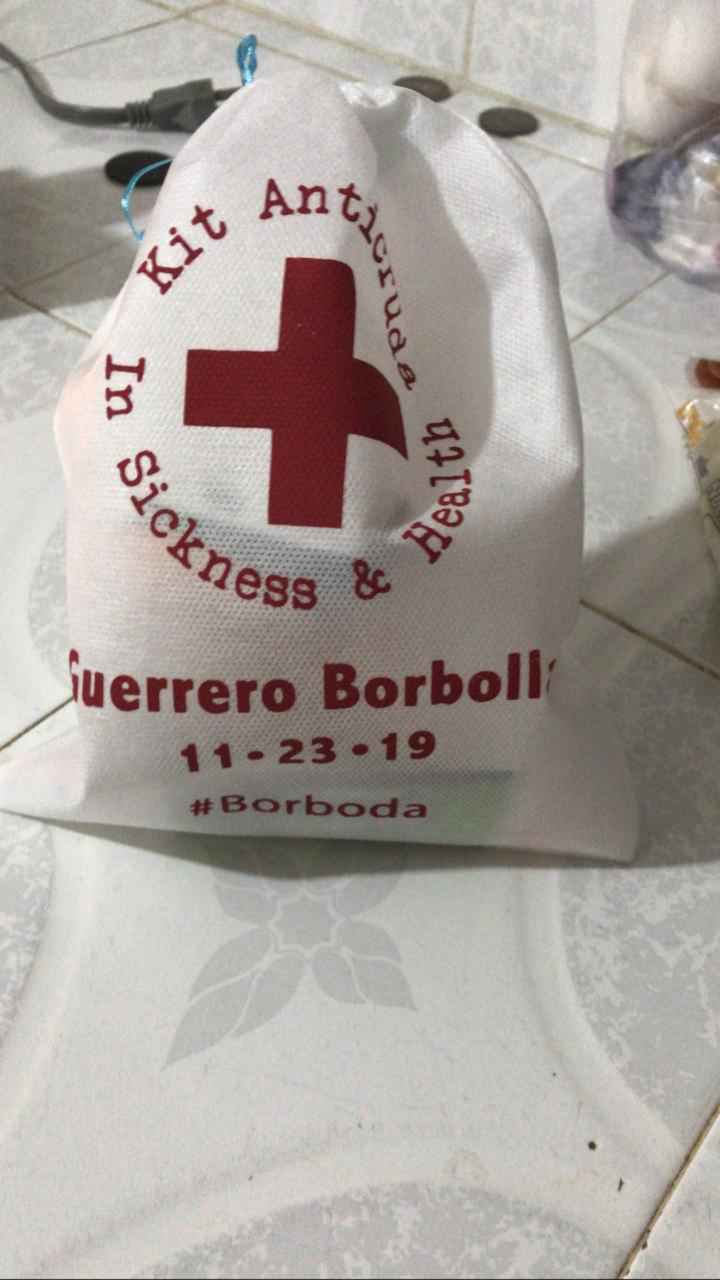 Kit Anticruda
In Sickness & Health
Guerrero Borbolla
11•23•19
#Borboda